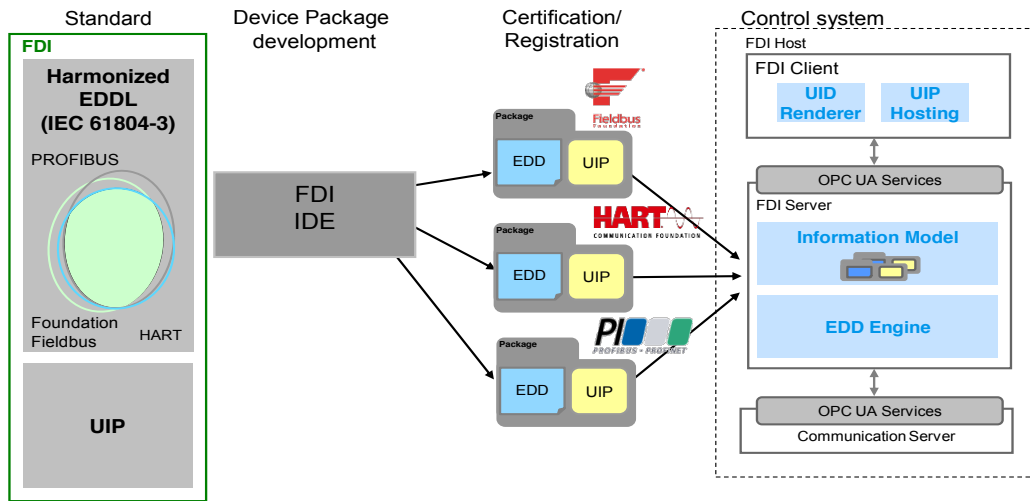 Standard
Device Package
development
Certification/
Registration
Control system
FDI
Harmonized
EDDL
(IEC 61804-3)
PROFIBUS
Foundation
Fieldbus
HART
UIP
FDI
IDE
Fieldbus
Foundation
Package
EDD
UIP
HART
COMMUNICATION FOUNDATION
Package
EDD
UIP
PI
PROFIBUS • PROFINET
Package
EDD
UIP
FDI Host
FDI Client
UID
Renderer
UIP
Hosting
OPC UA Services
FDI Server
Information Model
EDD Engine
OPC UA Services
Communication Server